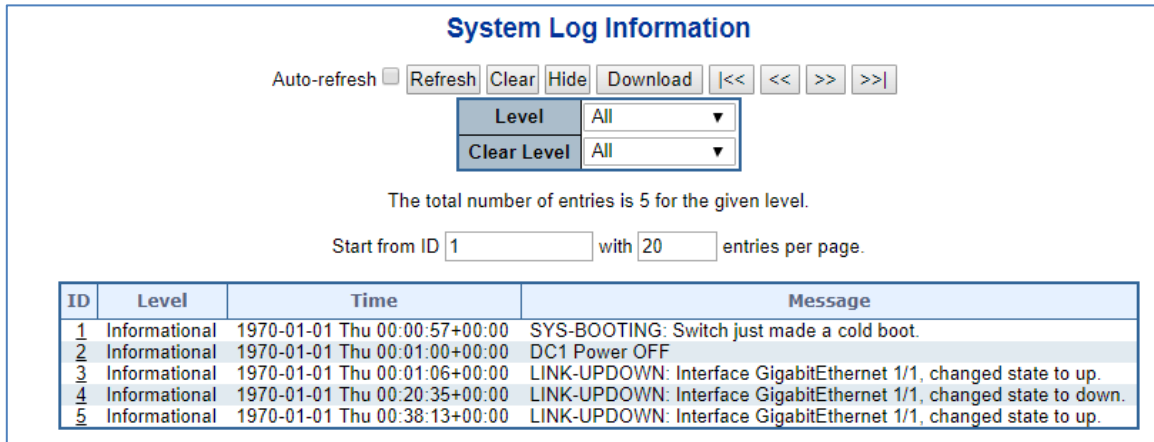 System Log Information
Auto-refresh Refresh Clear Hide Download |<< << >> >>|
Level All
Clear Level All
The total number of entries is 5 for the given level.
Start from ID 1 with 20 entries per page.
ID Level Time Message
1 Informational 1970-01-01 Thu 00:00:57+00:00 SYS-BOOTING: Switch just made a cold boot.
2 Informational 1970-01-01 Thu 00:01:00+00:00 DC1 Power OFF
3 Informational 1970-01-01 Thu 00:01:06+00:00 LINK-UPDOWN: Interface GigabitEthernet 1/1, changed state to up.
4 Informational 1970-01-01 Thu 00:20:35+00:00 LINK-UPDOWN: Interface GigabitEthernet 1/1, changed state to down.
5 Informational 1970-01-01 Thu 00:38:13+00:00 LINK-UPDOWN: Interface GigabitEthernet 1/1, changed state to up.